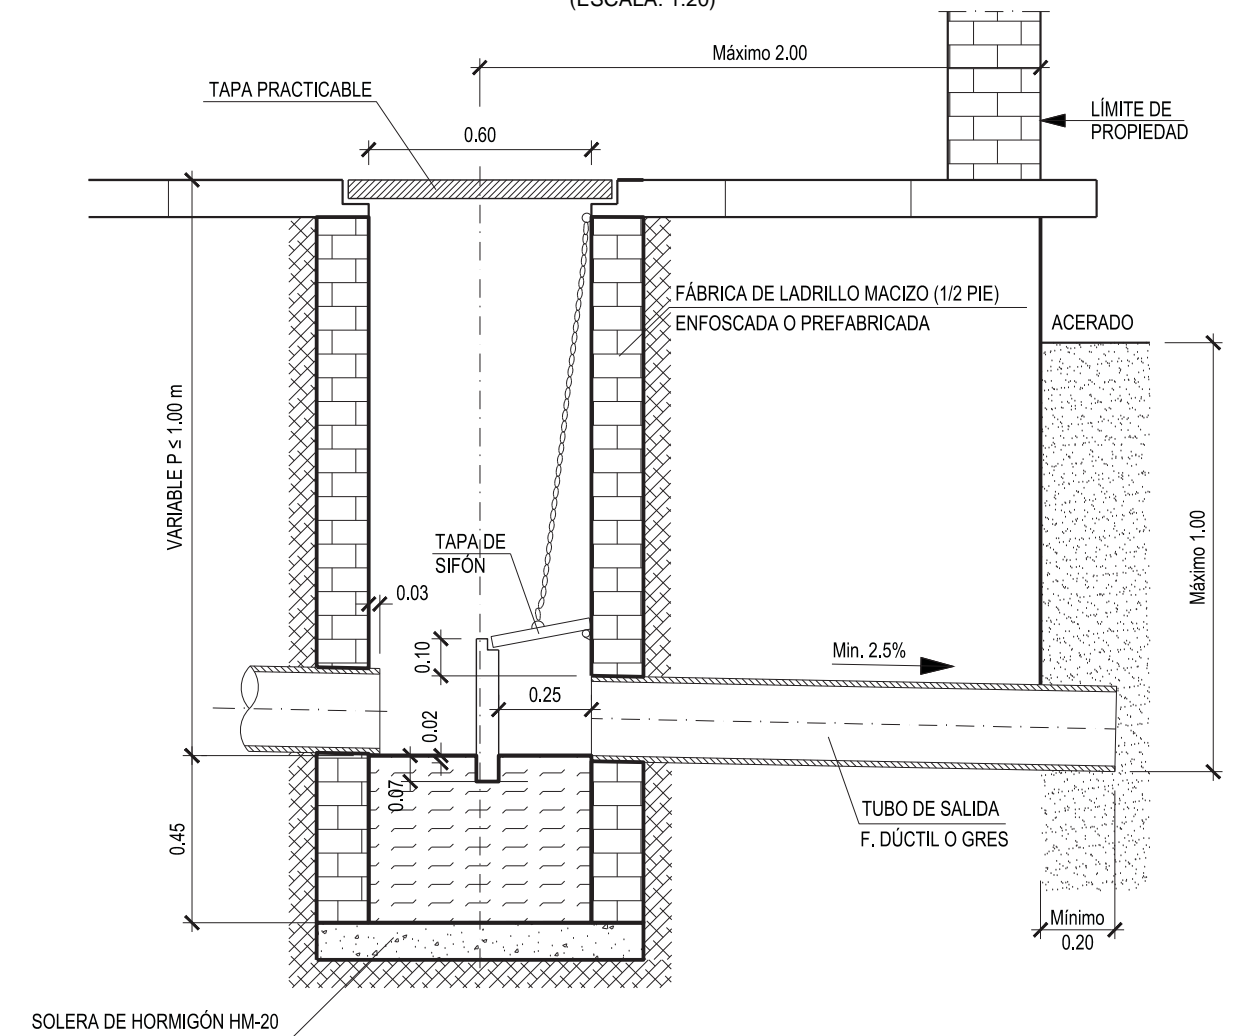 (ESCALA: 1:20)
Máximo 2.00
TAPA PRACTICABLE
LÍMITE DE
PROPIEDAD
0.60
FÁBRICA DE LADRILLO MACIZO (1/2 PIE)
ENFOSCADA O PREFABRICADA
ACERADO
VARIABLE P ≤ 1.00 m
TAPA DE
SIFÓN
Máximo 1.00
0.03
0.10
Min. 2.5%
0.25
0.02
0.07
TUBO DE SALIDA
F. DÚCTIL O GRES
0.45
Mínimo
0.20
SOLERA DE HORMIGÓN HM-20